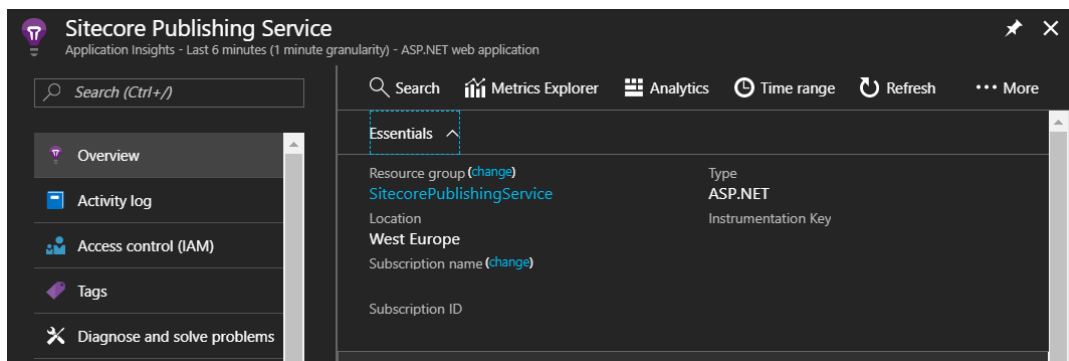 Sitecore Publishing Service
Application Insights - Last 6 minutes (1 minute granularity) - ASP.NET web application
Search (Ctrl+/)
Search
Metrics Explorer
Analytics
Time range
Refresh
More
Overview
Activity log
Access control (IAM)
Tags
Diagnose and solve problems
Essentials
Resource group (change)
SitecorePublishingService
Location
West Europe
Subscription name (change)
Subscription ID
Type
ASP.NET
Instrumentation Key